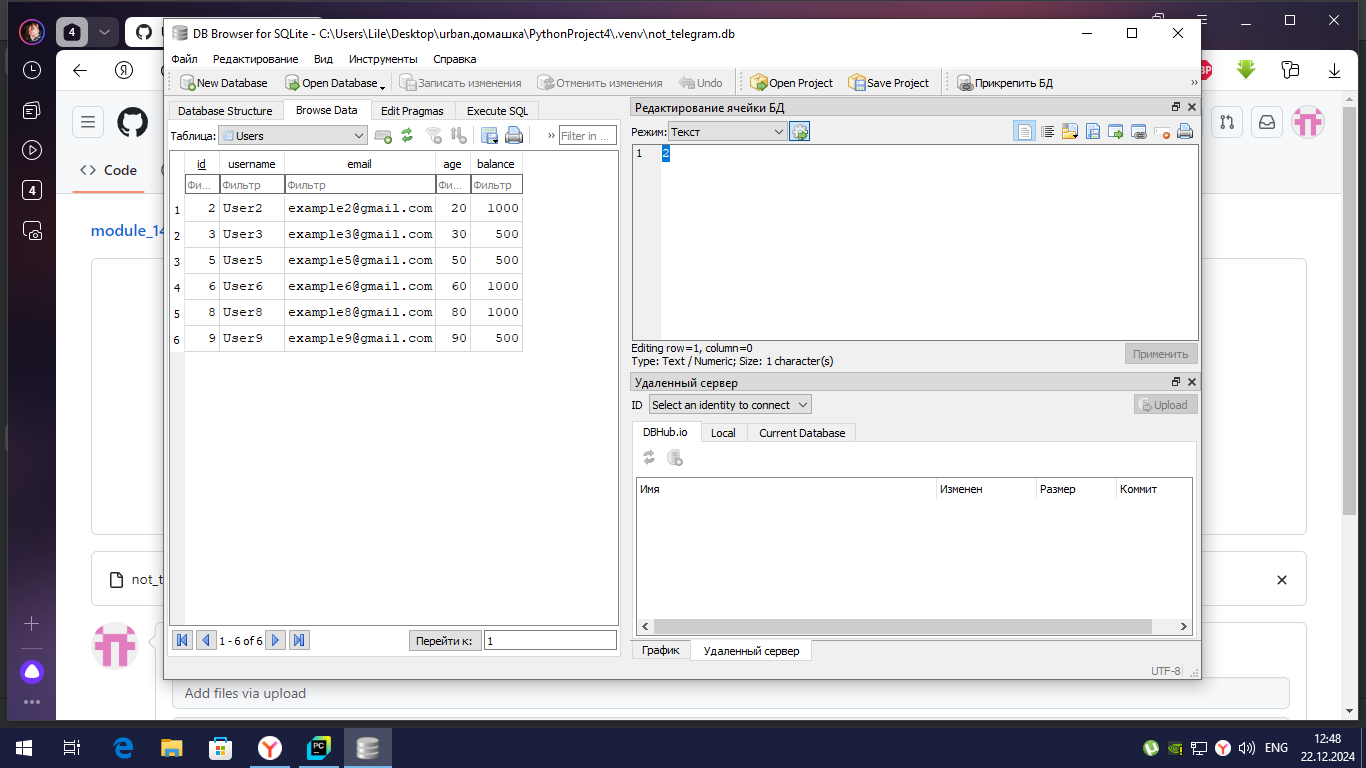 DB Browser for SQLite - C:\Users\Lile\Desktop\urban.домашка\PythonProject4\.venv\not_telegram.db
Файл Редактирование Вид Инструменты Справка
New Database Open Database Записать изменения Отменить изменения Undo Open Project Save Project Прикрепить БД »
Database Structure Browse Data Edit Pragmas Execute SQL
Таблица: Users » Filter in ...
id username email age balance
Фи... Фильтр Фильтр Фи... Фильтр
1 2 User2 example2@gmail.com 20 1000
2 3 User3 example3@gmail.com 30 500
3 5 User5 example5@gmail.com 50 500
4 6 User6 example6@gmail.com 60 1000
5 8 User8 example8@gmail.com 80 1000
6 9 User9 example9@gmail.com 90 500
1 - 6 of 6 Перейти к: 1
Редактирование ячейки БД
Режим: Текст
1 2
Editing row=1, column=0
Type: Text / Numeric; Size: 1 character(s)
Применить
Удаленный сервер
ID Select an identity to connect Upload
DBHub.io Local Current Database
Имя Изменен Размер Коммит
График Удаленный сервер
UTF-8
4
4
Я
Code
module_14
not_t
Add files via upload
PC
Y
Y
ENG
12:48
22.12.2024